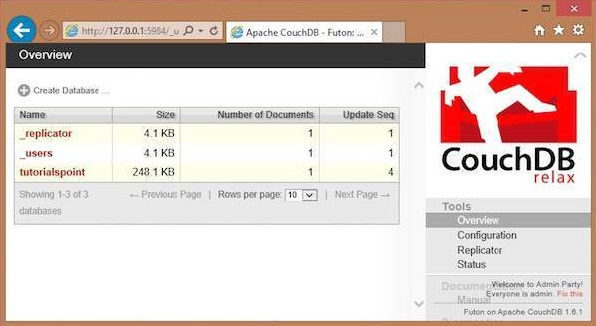 http://127.0.0.1:5984/_u
Apache CouchDB - Futon: ...
Overview
Create Database ...
Name Size Number of Documents Update Seq
_replicator 4.1 KB 1 1
_users 4.1 KB 1 1
tutorialspoint 248.1 KB 1 4
Showing 1-3 of 3 databases
← Previous Page | Rows per page: 10 | Next Page →
CouchDB
relax
Tools
Overview
Configuration
Replicator
Status
Documentation
Manual
Welcome to Admin Party!
Everyone is admin. Fix this
Futon on Apache CouchDB 1.6.1